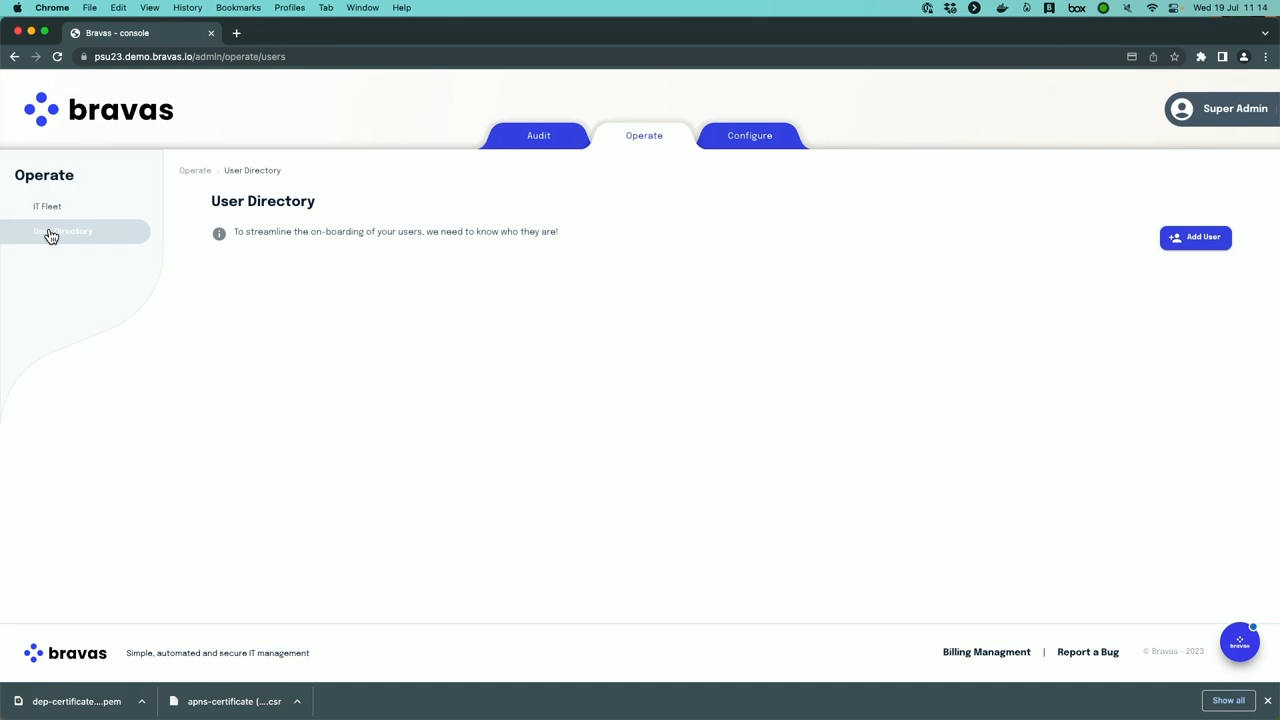 Chrome File Edit View History Bookmarks Profiles Tab Window Help box Wed 19 Jul 11:14
Bravas - console
psu23.demo.bravas.io/admin/operate/users
bravas
Super Admin
Audit Operate Configure
Operate
IT Fleet
User Directory
Operate User Directory
User Directory
To streamline the on-boarding of your users, we need to know who they are!
Add User
bravas Simple, automated and secure IT management
Billing Managment | Report a Bug © Bravas - 2023
bravas
dep-certificate....pem apns-certificate (....csr Show all